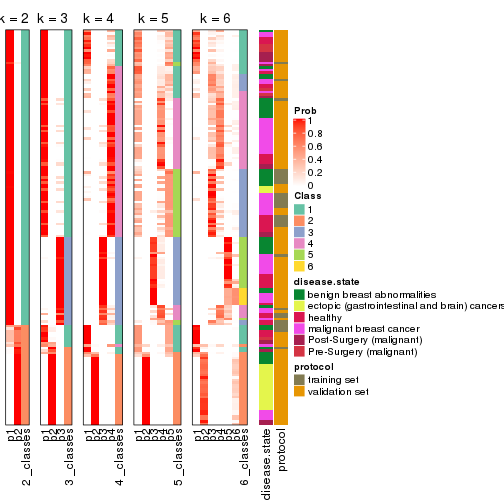 k = 2 k = 3 k = 4 k = 5 k = 6
Prob
1
0.8
0.6
0.4
0.2
0
Class
1
2
3
4
5
6
disease.state
benign breast abnormalities
ectopic (gastrointestinal and brain) cancers
healthy
malignant breast cancer
Post-Surgery (malignant)
Pre-Surgery (malignant)
protocol
training set
validation set
p1
p2
2_classes
p1
p2
p3
3_classes
p1
p2
p3
p4
4_classes
p1
p2
p3
p4
p5
5_classes
p1
p2
p3
p4
p5
p6
6_classes
disease.state
protocol